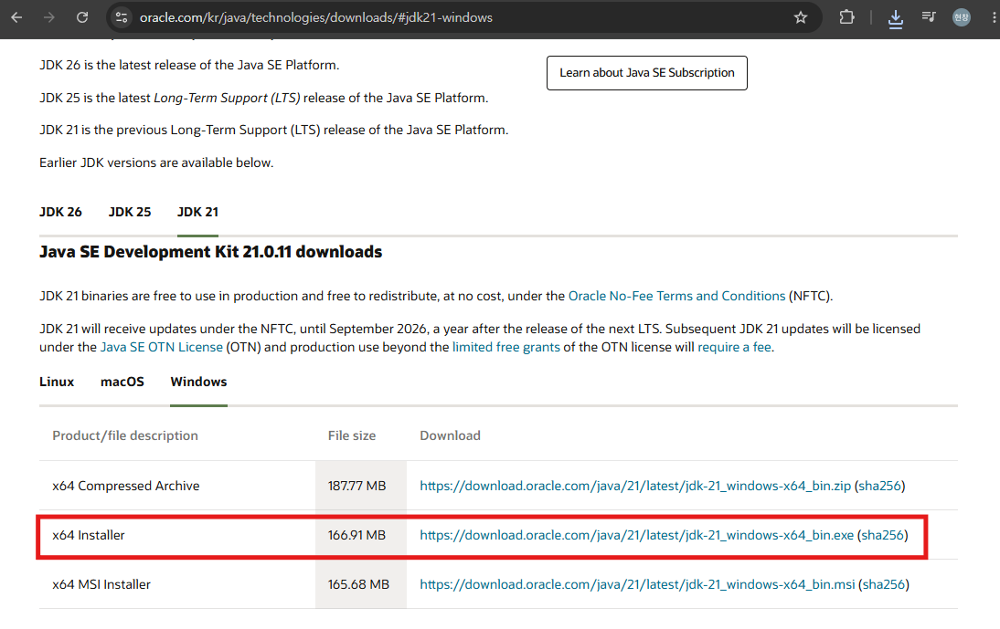 oracle.com/kr/java/technologies/downloads/#jdk21-windows
현창
JDK 26 is the latest release of the Java SE Platform.
Learn about Java SE Subscription
JDK 25 is the latest Long-Term Support (LTS) release of the Java SE Platform.
JDK 21 is the previous Long-Term Support (LTS) release of the Java SE Platform.
Earlier JDK versions are available below.
JDK 26 JDK 25 JDK 21
Java SE Development Kit 21.0.11 downloads
JDK 21 binaries are free to use in production and free to redistribute, at no cost, under the Oracle No-Fee Terms and Conditions (NFTC).
JDK 21 will receive updates under the NFTC, until September 2026, a year after the release of the next LTS. Subsequent JDK 21 updates will be licensed
under the Java SE OTN License (OTN) and production use beyond the limited free grants of the OTN license will require a fee.
Linux macOS Windows
Product/file description File size Download
x64 Compressed Archive 187.77 MB https://download.oracle.com/java/21/latest/jdk-21_windows-x64_bin.zip (sha256)
x64 Installer 166.91 MB https://download.oracle.com/java/21/latest/jdk-21_windows-x64_bin.exe (sha256)
x64 MSI Installer 165.68 MB https://download.oracle.com/java/21/latest/jdk-21_windows-x64_bin.msi (sha256)